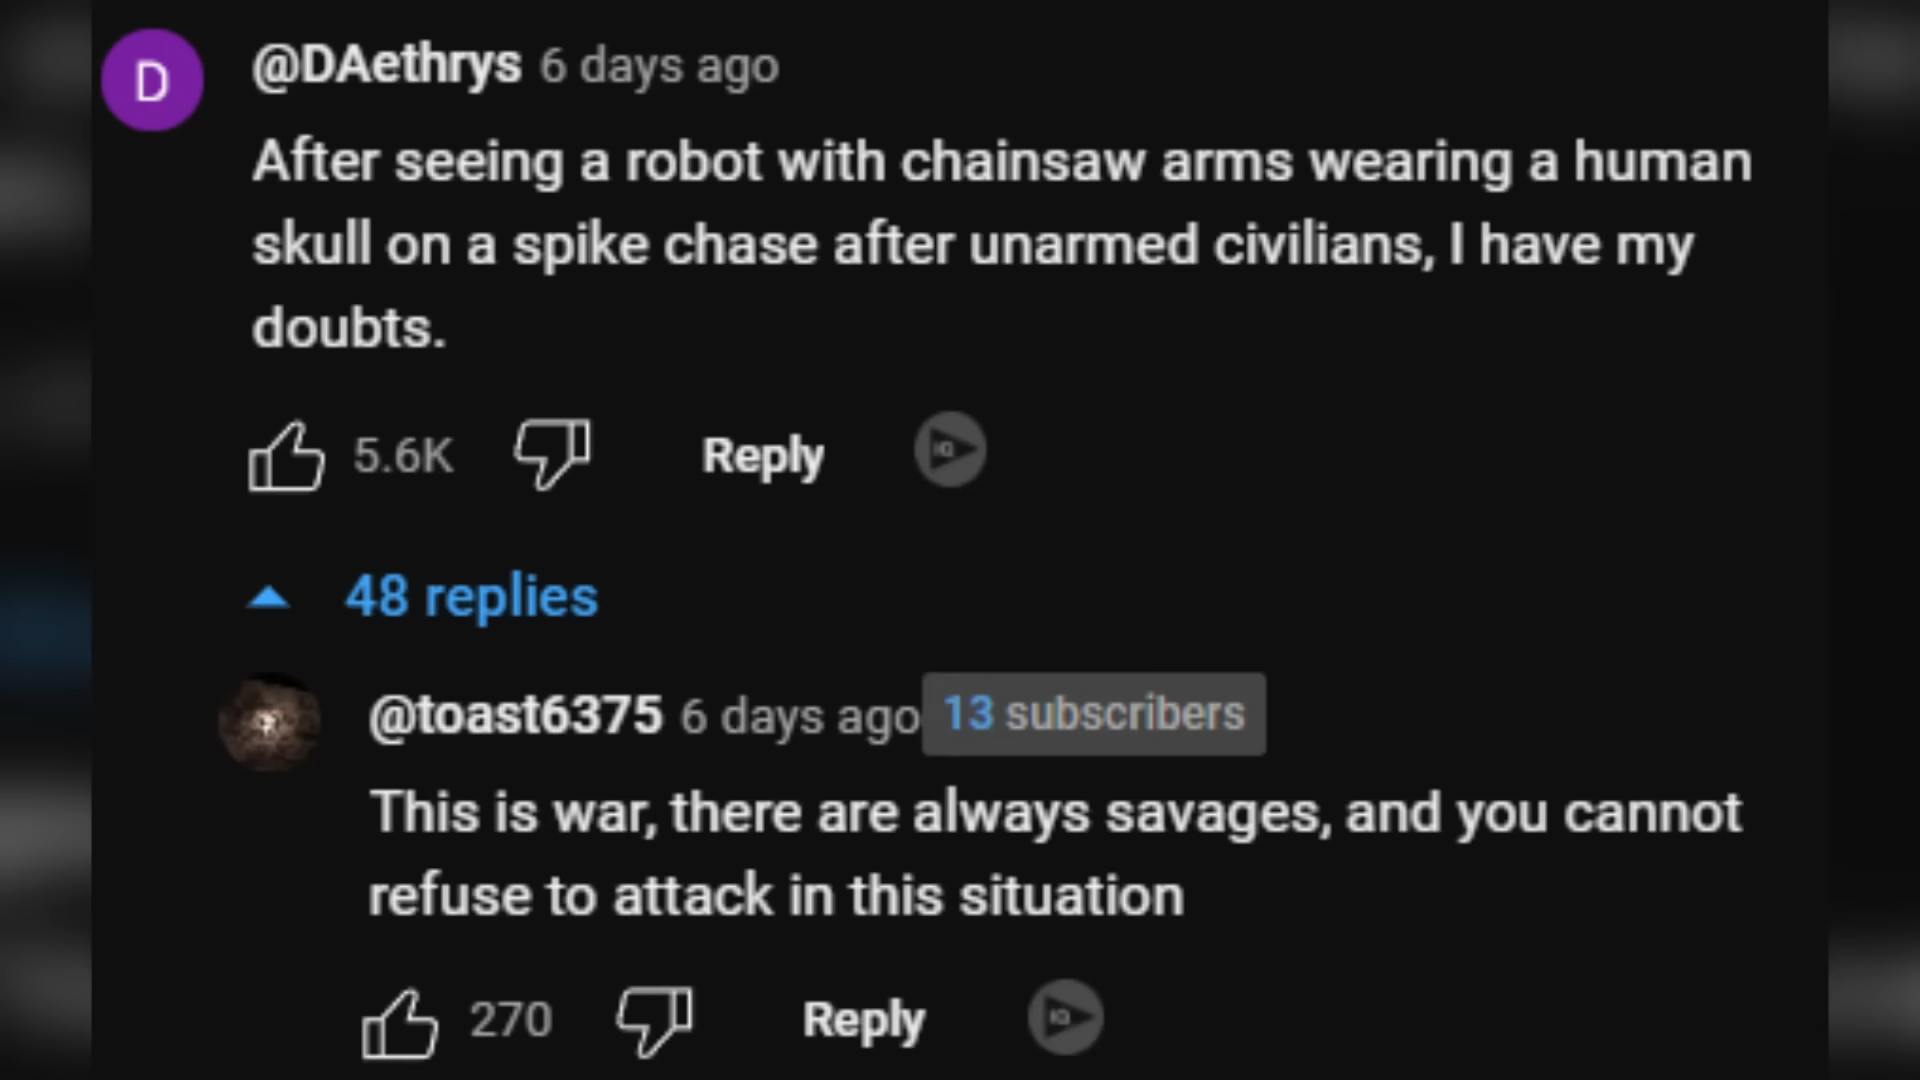 D
@DAethrys 6 days ago
After seeing a robot with chainsaw arms wearing a human
skull on a spike chase after unarmed civilians, I have my
doubts.
5.6K Reply IQ
48 replies
@toast6375 6 days ago 13 subscribers
This is war, there are always savages, and you cannot
refuse to attack in this situation
270 Reply IQ